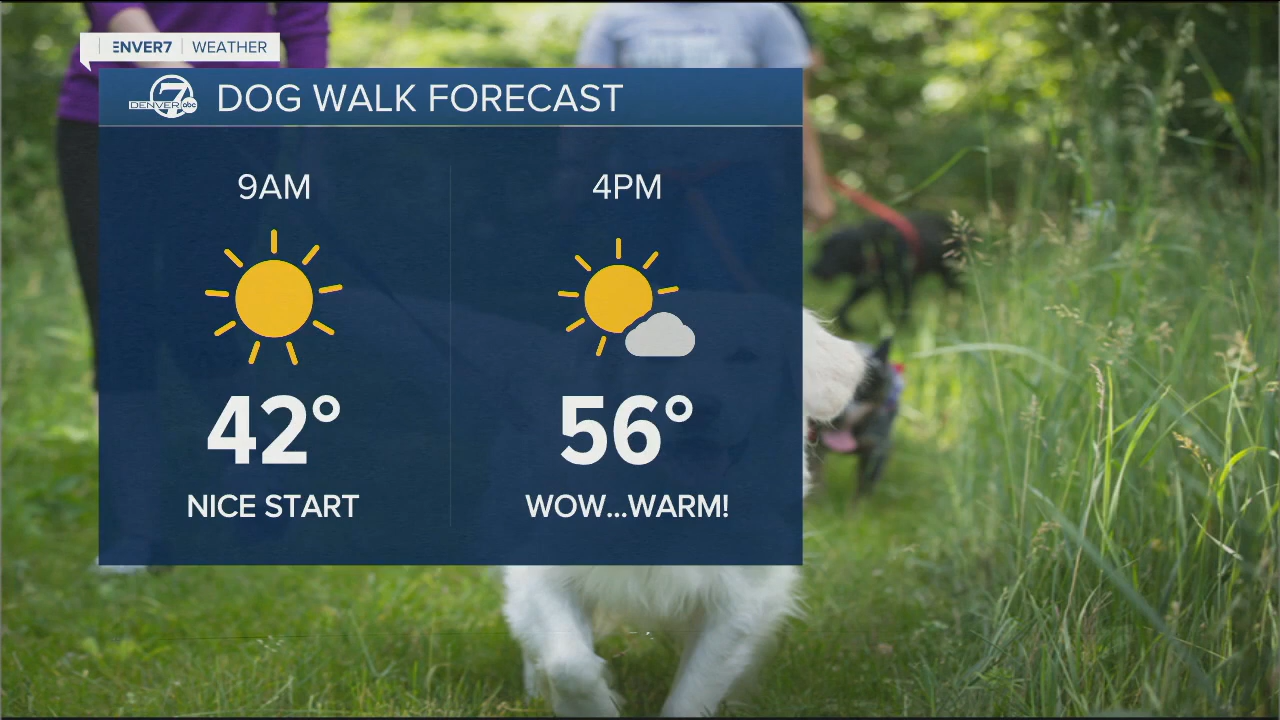 ENVER7 | WEATHER
7
DENVER abc
DOG WALK FORECAST
9AM
4PM
42°
56°
NICE START
WOW...WARM!